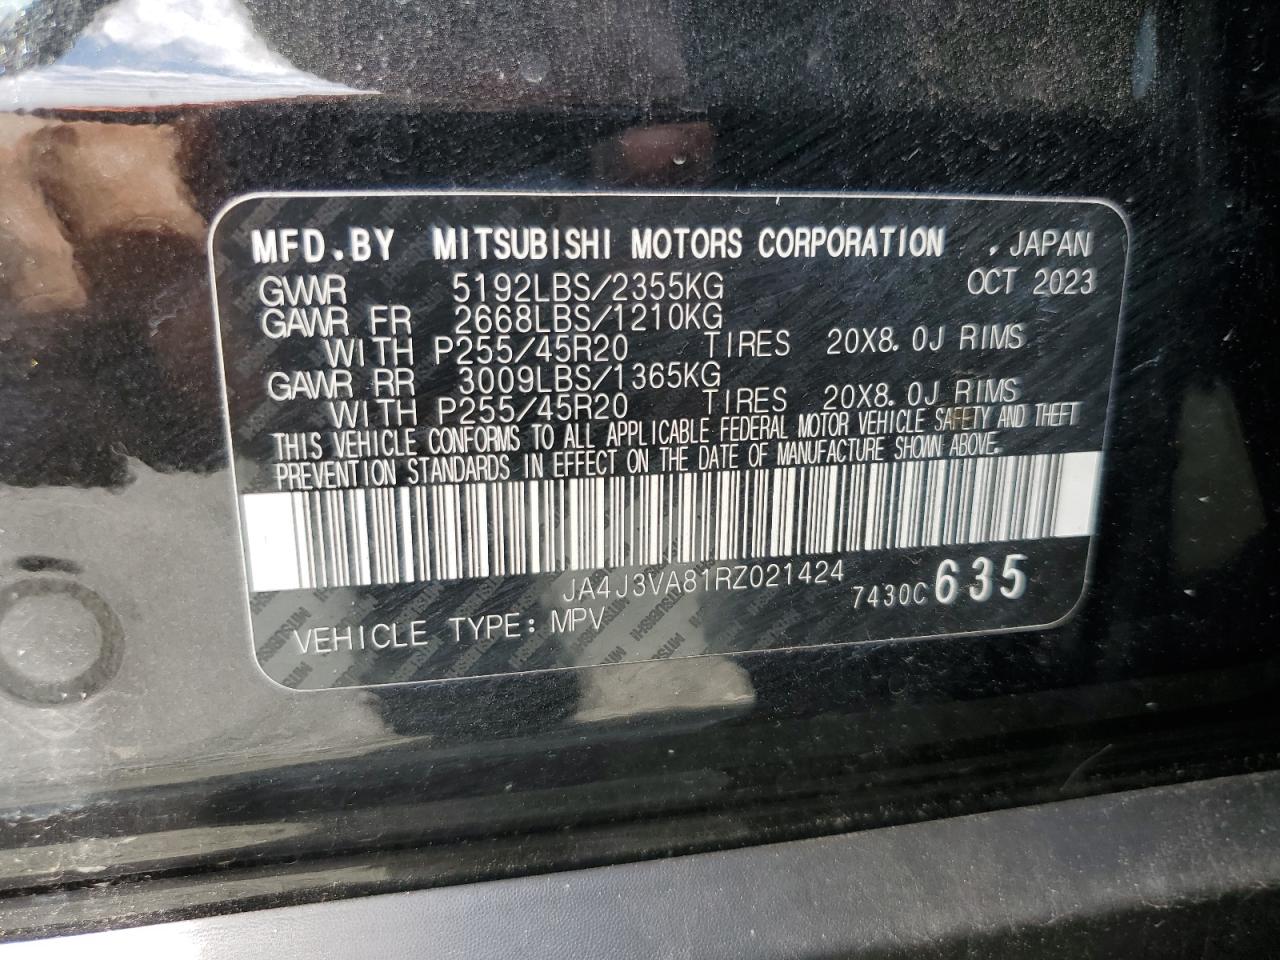 MFD.BY MITSUBISHI MOTORS CORPORATION , JAPAN
GVWR 5192LBS/2355KG OCT 2023
GAWR FR 2668LBS/1210KG
WITH P255/45R20 TIRES 20X8.0J RIMS
GAWR RR 3009LBS/1365KG
WITH P255/45R20 TIRES 20X8.0J RIMS
THIS VEHICLE CONFORMS TO ALL APPLICABLE FEDERAL MOTOR VEHICLE SAFETY AND THEFT
PREVENTION STANDARDS IN EFFECT ON THE DATE OF MANUFACTURE SHOWN ABOVE.
JA4J3VA81RZ021424 7430C 635
VEHICLE TYPE: MPV